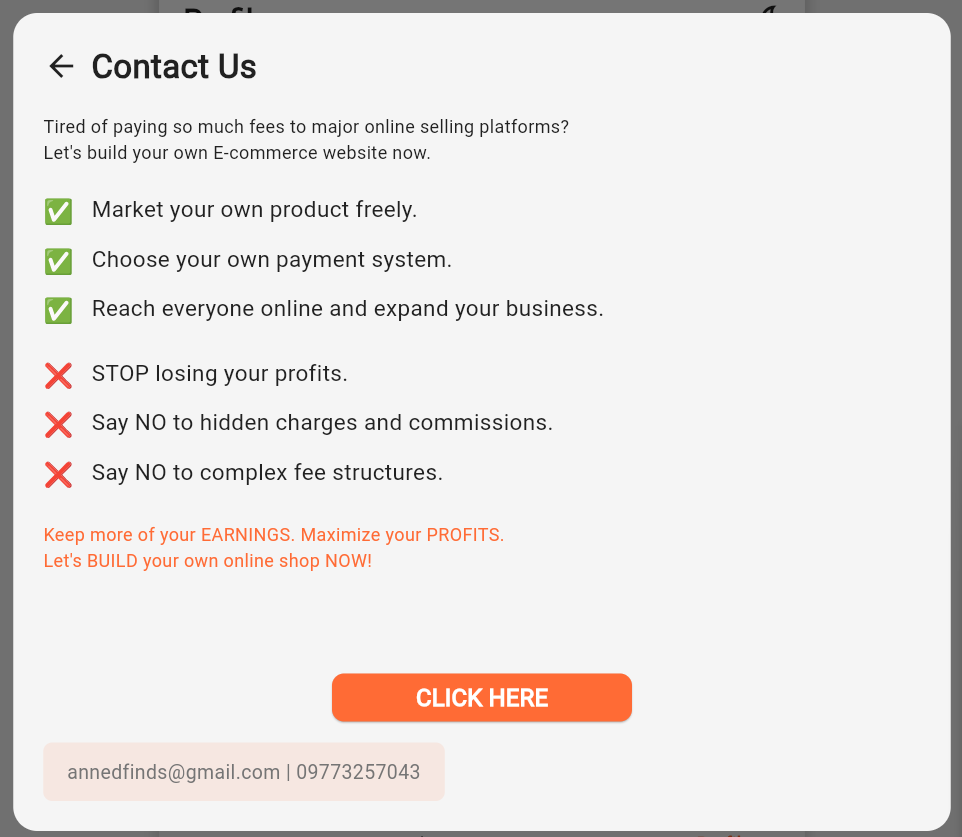 Contact Us
Tired of paying so much fees to major online selling platforms?
Let's build your own E-commerce website now.
Market your own product freely.
Choose your own payment system.
Reach everyone online and expand your business.
STOP losing your profits.
Say NO to hidden charges and commissions.
Say NO to complex fee structures.
Keep more of your EARNINGS. Maximize your PROFITS.
Let's BUILD your own online shop NOW!
CLICK HERE
annedfinds@gmail.com | 09773257043